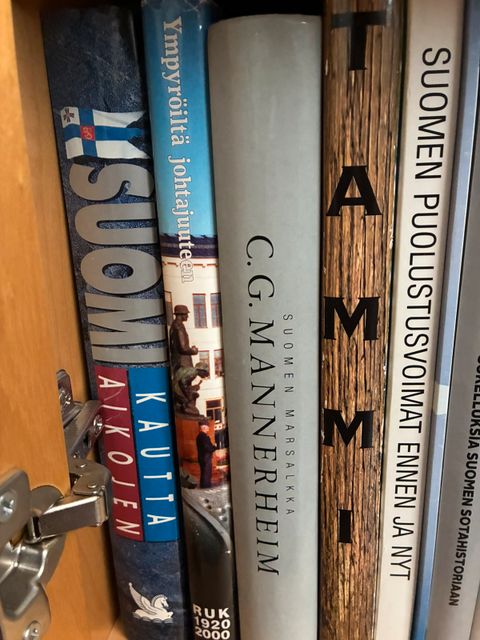 SUOMI
KAUTTA
AIKOJEN
Ympyröiltä johtajuuteen
RUK
1920
2000
SUOMEN MARSALKKA
C.G. MANNERHEIM
TAMMI
SUOMEN PUOLUSTUSVOIMAT ENNEN JA NYT
SUOMEN SOTAHISTORIAAN